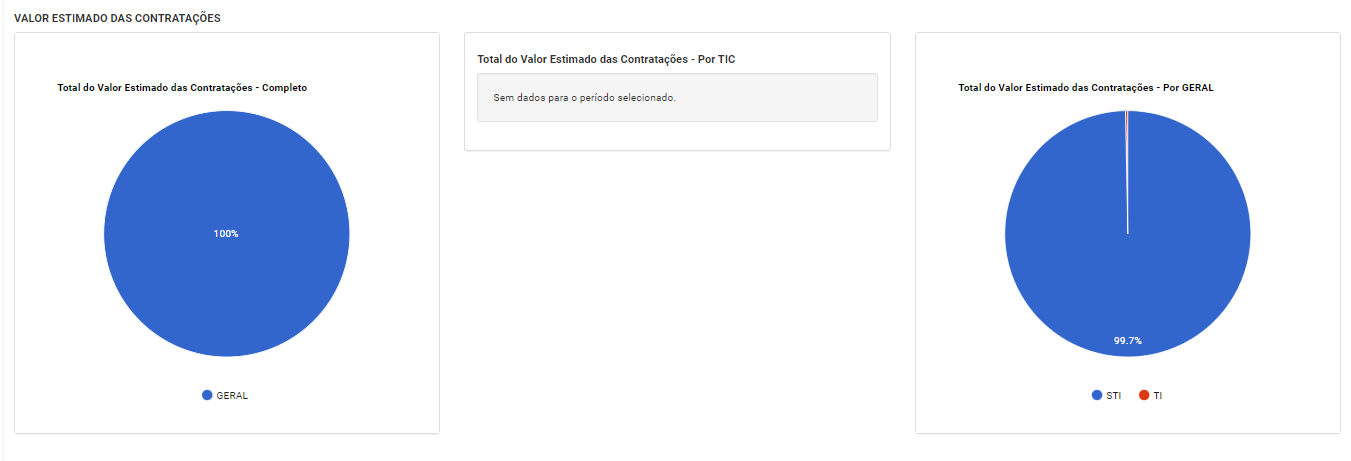 VALOR ESTIMADO DAS CONTRATAÇÕES
Total do Valor Estimado das Contratações - Completo
100%
GERAL
Total do Valor Estimado das Contratações - Por TIC
Sem dados para o período selecionado.
Total do Valor Estimado das Contratações - Por GERAL
99.7%
STI TI